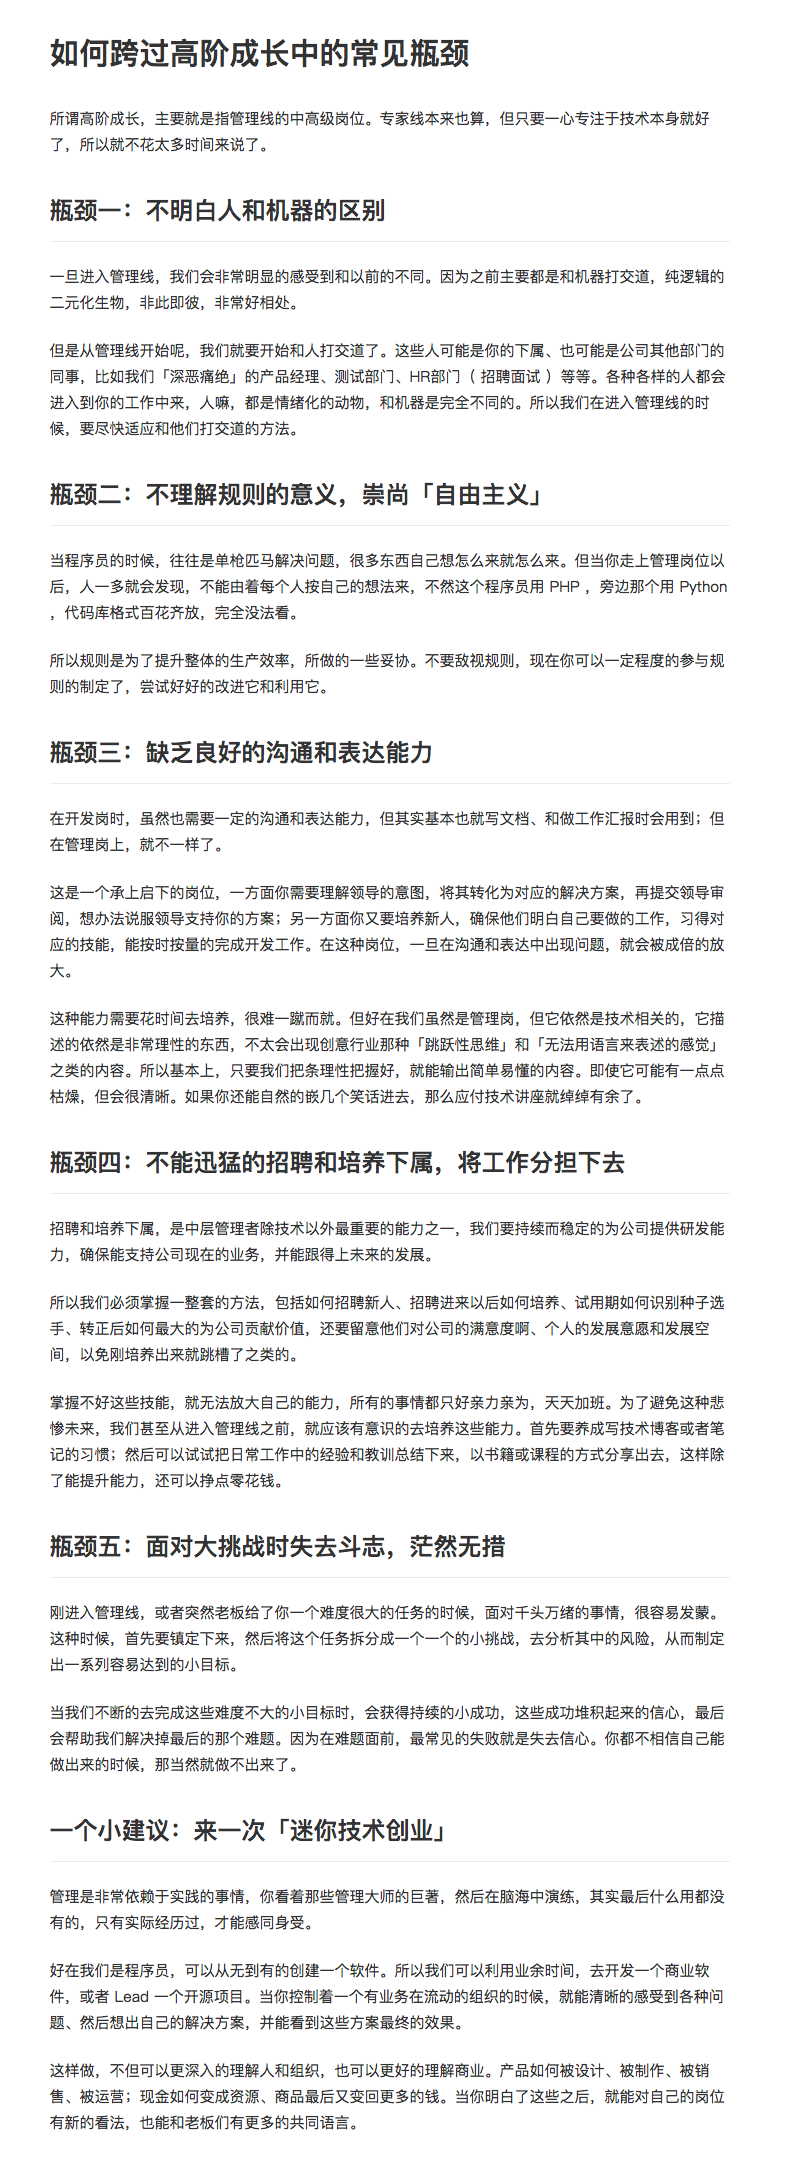 如何跨过高阶成长中的常见瓶颈
所谓高阶成长，主要就是指管理线的中高级岗位。专家线本来也算，但只要一心专注于技术本身就好
了，所以就不花太多时间来说了。
瓶颈一：不明白人和机器的区别
一旦进入管理线，我们会非常明显的感受到和以前的不同。因为之前主要都是和机器打交道，纯逻辑的
二元化生物，非此即彼，非常好相处。
但是从管理线开始呢，我们就要开始和人打交道了。这些人可能是你的下属、也可能是公司其他部门的
同事，比如我们「深恶痛绝」的产品经理、测试部门、HR部门（ 招聘面试 ）等等。各种各样的人都会
进入到你的工作中来，人嘛，都是情绪化的动物，和机器是完全不同的。所以我们在进入管理线的时
候，要尽快适应和他们打交道的方法。
瓶颈二：不理解规则的意义，崇尚「自由主义」
当程序员的时候，往往是单枪匹马解决问题，很多东西自己想怎么来就怎么来。但当你走上管理岗位以
后，人一多就会发现，不能由着每个人按自己的想法来，不然这个程序员用 PHP ，旁边那个用 Python
，代码库格式百花齐放，完全没法看。
所以规则是为了提升整体的生产效率，所做的一些妥协。不要敌视规则，现在你可以一定程度的参与规
则的制定了，尝试好好的改进它和利用它。
瓶颈三：缺乏良好的沟通和表达能力
在开发岗时，虽然也需要一定的沟通和表达能力，但其实基本也就写文档、和做工作汇报时会用到；但
在管理岗上，就不一样了。
这是一个承上启下的岗位，一方面你需要理解领导的意图，将其转化为对应的解决方案，再提交领导审
阅，想办法说服领导支持你的方案；另一方面你又要培养新人，确保他们明白自己要做的工作，习得对
应的技能，能按时按量的完成开发工作。在这种岗位，一旦在沟通和表达中出现问题，就会被成倍的放
大。
这种能力需要花时间去培养，很难一蹴而就。但好在我们虽然是管理岗，但它依然是技术相关的，它描
述的依然是非常理性的东西，不太会出现创意行业那种「跳跃性思维」和「无法用语言来表述的感觉」
之类的内容。所以基本上，只要我们把条理性把握好，就能输出简单易懂的内容。即使它可能有一点点
枯燥，但会很清晰。如果你还能自然的嵌几个笑话进去，那么应付技术讲座就绰绰有余了。
瓶颈四：不能迅猛的招聘和培养下属，将工作分担下去
招聘和培养下属，是中层管理者除技术以外最重要的能力之一，我们要持续而稳定的为公司提供研发能
力，确保能支持公司现在的业务，并能跟得上未来的发展。
所以我们必须掌握一整套的方法，包括如何招聘新人、招聘进来以后如何培养、试用期如何识别种子选
手、转正后如何最大的为公司贡献价值，还要留意他们对公司的满意度啊、个人的发展意愿和发展空
间，以免刚培养出来就跳槽了之类的。
掌握不好这些技能，就无法放大自己的能力，所有的事情都只好亲力亲为，天天加班。为了避免这种悲
惨未来，我们甚至从进入管理线之前，就应该有意识的去培养这些能力。首先要养成写技术博客或者笔
记的习惯；然后可以试试把日常工作中的经验和教训总结下来，以书籍或课程的方式分享出去，这样除
了能提升能力，还可以挣点零花钱。
瓶颈五：面对大挑战时失去斗志，茫然无措
刚进入管理线，或者突然老板给了你一个难度很大的任务的时候，面对千头万绪的事情，很容易发蒙。
这种时候，首先要镇定下来，然后将这个任务拆分成一个一个的小挑战，去分析其中的风险，从而制定
出一系列容易达到的小目标。
当我们不断的去完成这些难度不大的小目标时，会获得持续的小成功，这些成功堆积起来的信心，最后
会帮助我们解决掉最后的那个难题。因为在难题面前，最常见的失败就是失去信心。你都不相信自己能
做出来的时候，那当然就做不出来了。
一个小建议：来一次「迷你技术创业」
管理是非常依赖于实践的事情，你看着那些管理大师的巨著，然后在脑海中演练，其实最后什么用都没
有的，只有实际经历过，才能感同身受。
好在我们是程序员，可以从无到有的创建一个软件。所以我们可以利用业余时间，去开发一个商业软
件，或者 Lead 一个开源项目。当你控制着一个有业务在流动的组织的时候，就能清晰的感受到各种问
题、然后想出自己的解决方案，并能看到这些方案最终的效果。
这样做，不但可以更深入的理解人和组织，也可以更好的理解商业。产品如何被设计、被制作、被销
售、被运营；现金如何变成资源、商品最后又变回更多的钱。当你明白了这些之后，就能对自己的岗位
有新的看法，也能和老板们有更多的共同语言。